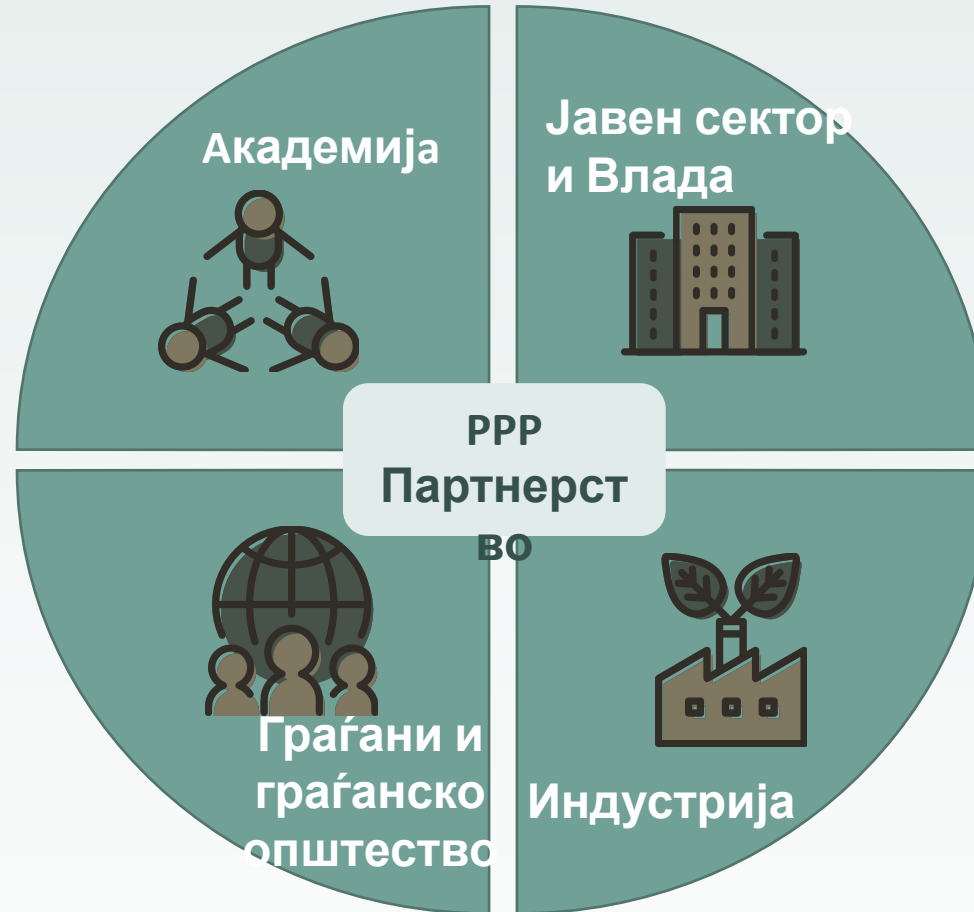 Академија
Јавен сектор
и Влада
PPP
Партнерст
во
Граѓани и
граѓанско
општество
Индустрија